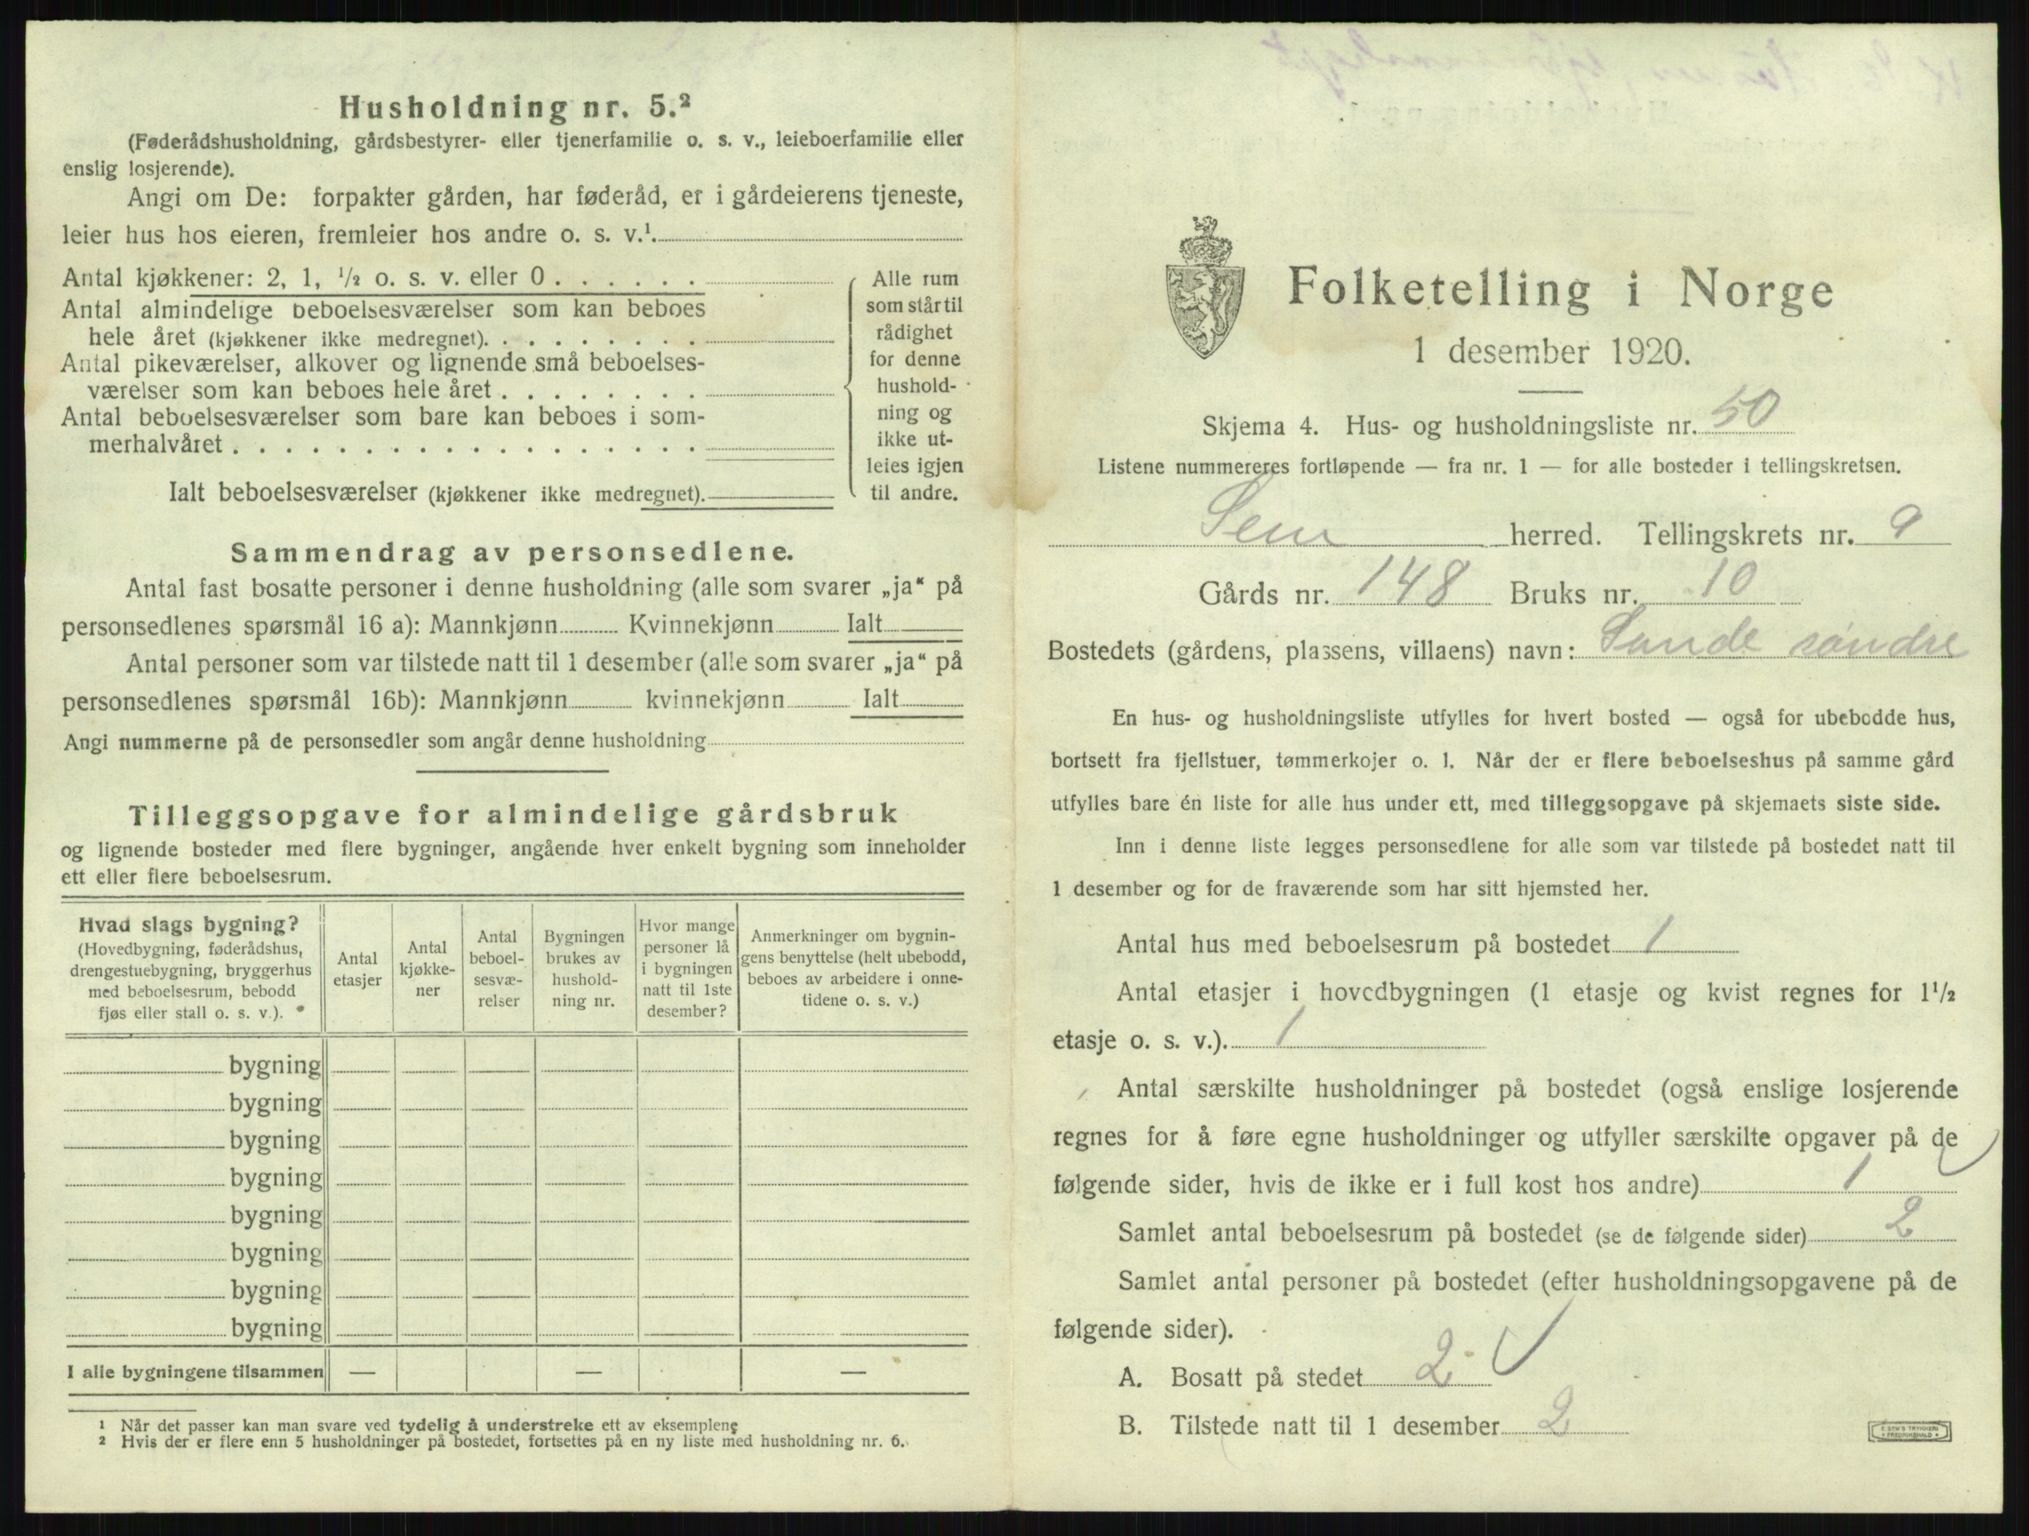 Husholdning nr. 5.²
(Føderådshusholdning, gårdsbestyrer- eller tjenerfamilie o. s. v., leieboerfamilie eller
enslig losjerende).
Angi om De: forpakter gården, har føderåd, er i gårdeierens tjeneste,
leier hus hos eieren, fremleier hos andre o. s. v.¹
Antal kjøkkener: 2, 1, ½ o. s. v. eller 0 . . . . . .
Antal almindelige beboelsesværelser som kan beboes
hele året (kjøkkener ikke medregnet). . . . . . . . .
Antal pikeværelser, alkover og lignende små beboelses-
værelser som kan beboes hele året . . . . . . . .
Antal beboelsesværelser som bare kan beboes i som-
merhalvåret . . . . . . . . . . . . . . . . . .
Ialt beboelsesværelser (kjøkkener ikke medregnet).
Alle rum
som står til
rådighet
for denne
hushold-
ning og
ikke ut-
leies igjen
til andre.
Sammendrag av personsedlene.
Antal fast bosatte personer i denne husholdning (alle som svarer „ja“ på
personsedlenes spørsmål 16 a): Mannkjønn Kvinnekjønn Ialt
Antal personer som var tilstede natt til 1 desember (alle som svarer „ja“ på
personsedlenes spørsmål 16b): Mannkjønn kvinnekjønn Ialt
Angi nummerne på de personsedler som angår denne husholdning
Tilleggsopgave for almindelige gårdsbruk
og lignende bosteder med flere bygninger, angående hver enkelt bygning som inneholder
ett eller flere beboelsesrum.
Hvad slags bygning?
(Hovedbygning, føderådshus,
drengestuebygning, bryggerhus
med beboelsesrum, bebodd
fjøs eller stall o. s. v.).
Antal
etasjer
Antal
kjøkke-
ner
Antal
beboel-
sesvæ-
relser
Bygningen
brukes av
hushold-
ning nr.
Hvor mange
personer lå
i bygningen
natt til 1ste
desember?
Anmerkninger om bygnin-
gens benyttelse (helt ubebodd,
beboes av arbeidere i onne-
tidene o. s. v.)
bygning
bygning
bygning
bygning
bygning
bygning
bygning
bygning
I alle bygningene tilsammen — — —
¹ Når det passer kan man svare ved tydelig å understreke ett av eksemplene
² Hvis der er flere enn 5 husholdninger på bostedet, fortsettes på en ny liste med husholdning nr. 6.
Folketelling i Norge
1 desember 1920.
Skjema 4. Hus- og husholdningsliste nr. 50
Listene nummereres fortløpende — fra nr. 1 — for alle bosteder i tellingskretsen.
Sem herred. Tellingskrets nr. 9
Gårds nr. 148 Bruks nr. 10
Bostedets (gårdens, plassens, villaens) navn: Sande søndre
En hus- og husholdningsliste utfylles for hvert bosted — også for ubebodde hus,
bortsett fra fjellstuer, tømmerkojer o. l. Når der er flere beboelseshus på samme gård
utfylles bare én liste for alle hus under ett, med tilleggsopgave på skjemaets siste side.
Inn i denne liste legges personsedlene for alle som var tilstede på bostedet natt til
1 desember og for de fraværende som har sitt hjemsted her.
Antal hus med beboelsesrum på bostedet 1
Antal etasjer i hovedbygningen (1 etasje og kvist regnes for 1½
etasje o. s. v.). 1
Antal særskilte husholdninger på bostedet (også enslige losjerende
regnes for å føre egne husholdninger og utfyller særskilte opgaver på de
følgende sider, hvis de ikke er i full kost hos andre) 1
Samlet antal beboelsesrum på bostedet (se de følgende sider) 2
Samlet antal personer på bostedet (efter husholdningsopgavene på de
følgende sider).
A. Bosatt på stedet 2
B. Tilstede natt til 1 desember 2